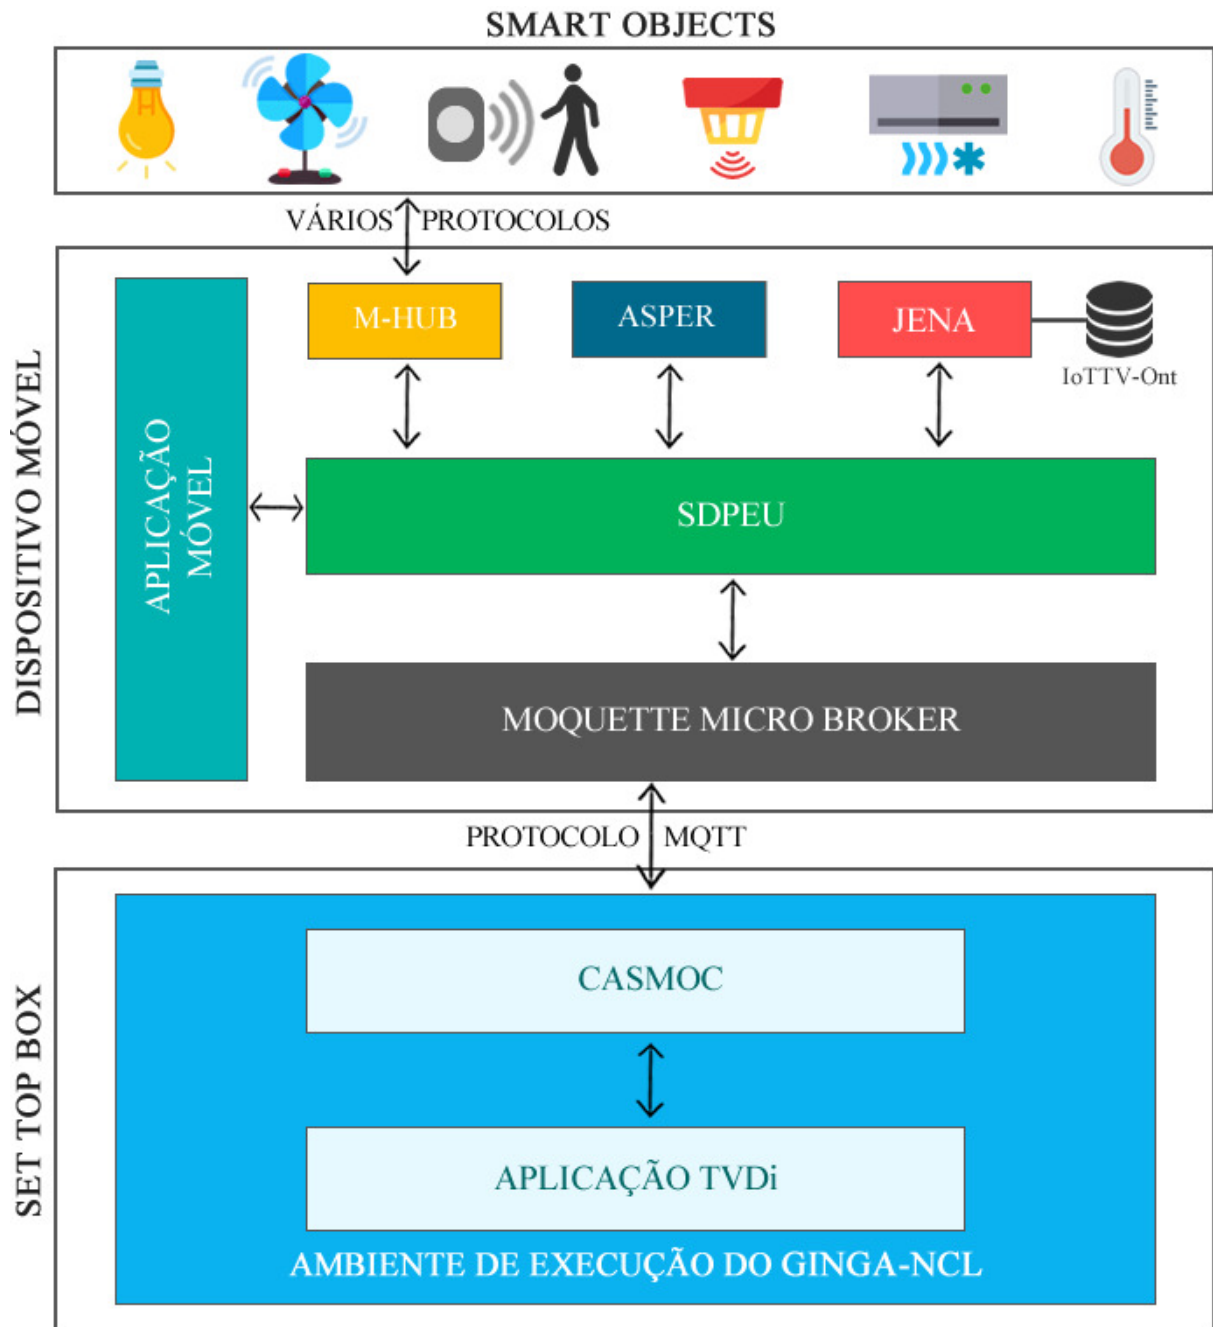 SMART OBJECTS
VÁRIOS PROTOCOLOS
DISPOSITIVO MÓVEL
APLICAÇÃO
MÓVEL
M-HUB
ASPER
JENA
IoTTV-Ont
SDPEU
MOQUETTE MICRO BROKER
PROTOCOLO MQTT
SET TOP BOX
CASMOC
APLICAÇÃO TVDi
AMBIENTE DE EXECUÇÃO DO GINGA-NCL